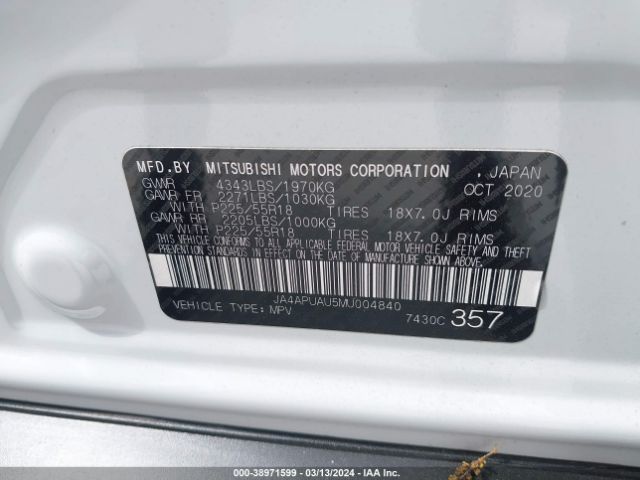 MFD.BY MITSUBISHI MOTORS CORPORATION , JAPAN
GVWR 4343LBS/1970KG OCT 2020
GAWR FR 2271LBS/1030KG
WITH P225/55R18 TIRES 18X7.0J RIMS
GAWR RR 2205LBS/1000KG
WITH P225/55R18 TIRES 18X7.0J RIMS
THIS VEHICLE CONFORMS TO ALL APPLICABLE FEDERAL MOTOR VEHICLE SAFETY AND THEFT
PREVENTION STANDARDS IN EFFECT ON THE DATE OF MANUFACTURE SHOWN ABOVE.
JA4APUAU5MU004840
VEHICLE TYPE: MPV 7430C 357
000-38971599 - 03/13/2024 - IAA Inc.